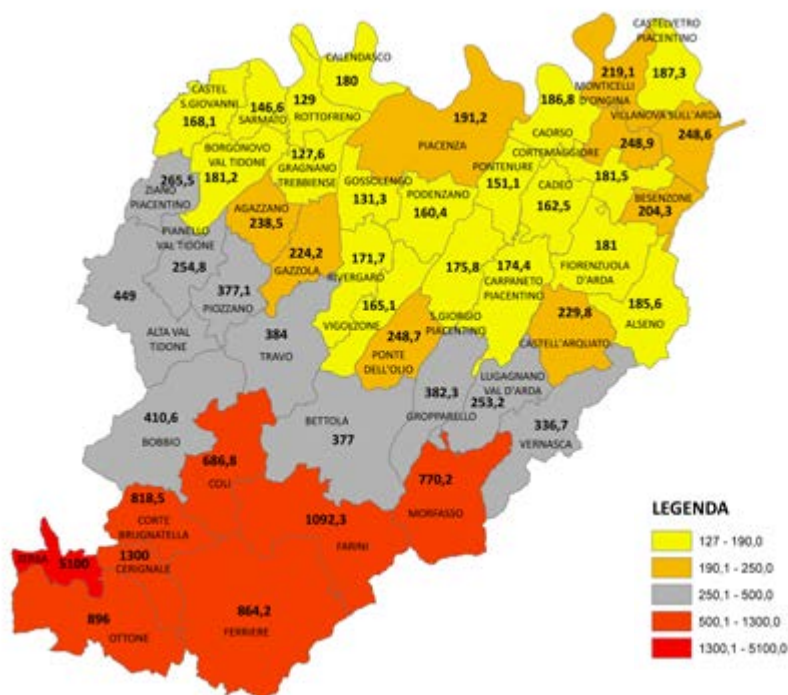 CASTELVETRO
PIACENTINO
187,3
CALENDASCO
180
219,1
MONTICELLI
D'ONGINA
CASTEL
S.GIOVANNI
168,1
146,6
SARMATO
129
ROTTOFRENO
186,8
CAORSO
VILLANOVA SULL'ARDA
248,6
191,2
PIACENZA
BORGONOVO
VAL TIDONE
181,2
127,6
GRAGNANO
TREBBIENSE
CORTEMAGGIORE
248,9
PONTENURE
151,1
265,5
ZIANO
PIACENTINO
GOSSOLENGO
131,3
PODENZANO
160,4
CADEO
162,5
181,5
BESENZONE
204,3
AGAZZANO
238,5
PIANELLO
VAL TIDONE
254,8
224,2
GAZZOLA
171,7
RIVERGARO
175,8
174,4
CARPANETO
PIACENTINO
181
FIORENZUOLA
D'ARDA
449
377,1
PIOZZANO
165,1
VIGOLZONE
S.GIORGIO
PIACENTINO
185,6
ALSENO
229,8
CASTELL'ARQUATO
ALTA VAL
TIDONE
384
TRAVO
248,7
PONTE
DELL'OLIO
382,3
GROPPARELLO
LUGAGNANO
VAL D'ARDA
253,2
336,7
VERNASCA
410,6
BOBBIO
BETTOLA
377
686,8
COLI
770,2
MORFASSO
818,5
CORTE
BRUGNATELLA
1092,3
FARINI
ZERBA
5100
1300
CERIGNALE
896
OTTONE
864,2
FERRIERE
LEGENDA
127 - 190,0
190,1 - 250,0
250,1 - 500,0
500,1 - 1300,0
1300,1 - 5100,0